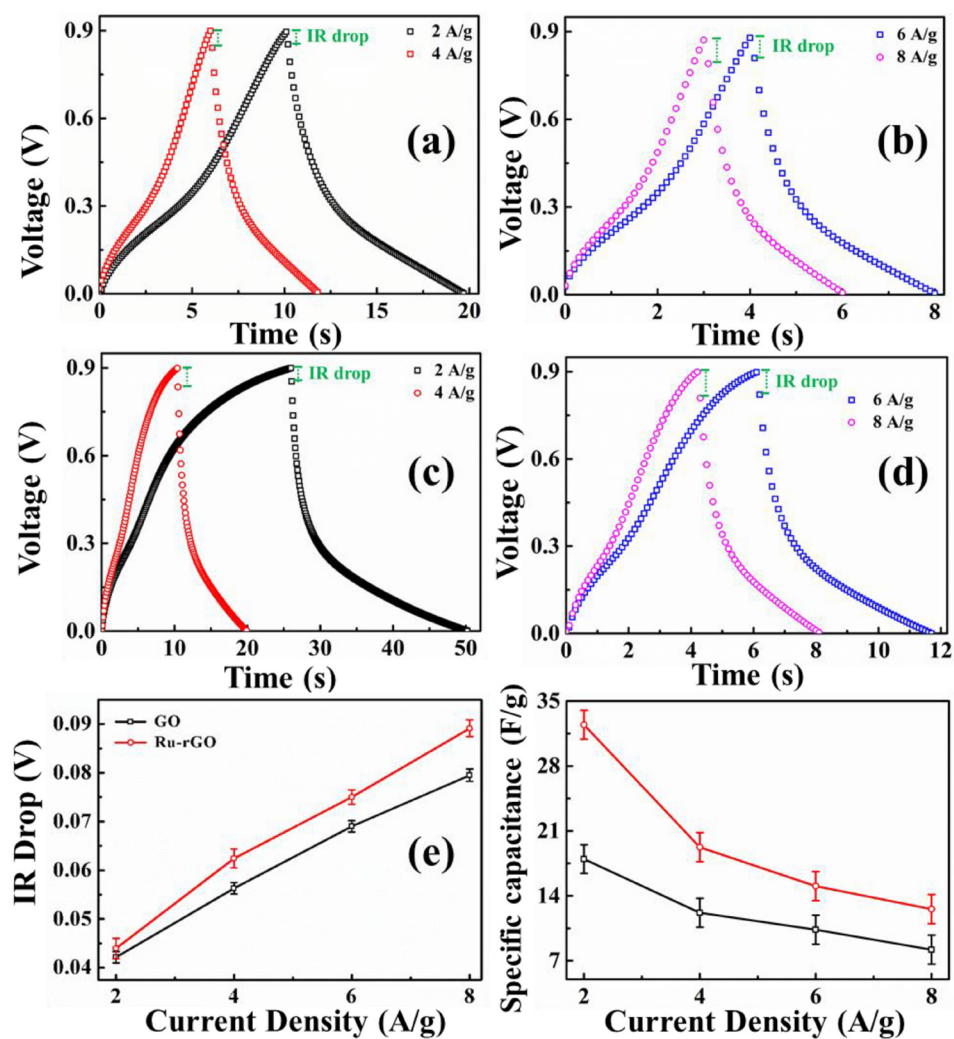 0.9
0.6
0.3
0.0
Voltage (V)
2 A/g
4 A/g
IR drop
(a)
0 5 10 15 20
Time (s)
0.9
0.6
0.3
0.0
Voltage (V)
6 A/g
8 A/g
IR drop
(b)
0 2 4 6 8
Time (s)
0.9
0.6
0.3
0.0
Voltage (V)
2 A/g
4 A/g
IR drop
(c)
0 10 20 30 40 50
Time (s)
0.9
0.6
0.3
0.0
Voltage (V)
6 A/g
8 A/g
IR drop
(d)
0 2 4 6 8 10 12
Time (s)
0.09
0.08
0.07
0.06
0.05
0.04
IR Drop (V)
GO
Ru-rGO
(e)
2 4 6 8
Current Density (A/g)
35
28
21
14
7
Specific capacitance (F/g)
2 4 6 8
Current Density (A/g)